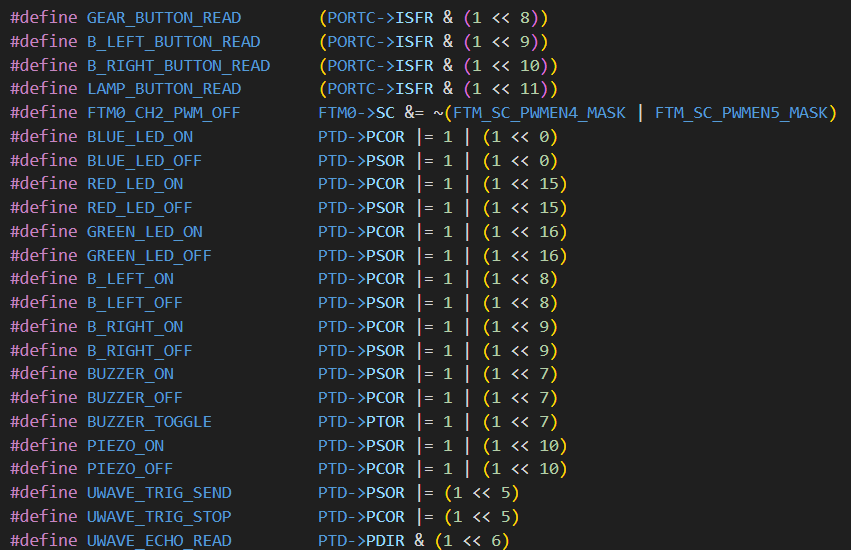 #define GEAR_BUTTON_READ (PORTC->ISFR & (1 << 8))
#define B_LEFT_BUTTON_READ (PORTC->ISFR & (1 << 9))
#define B_RIGHT_BUTTON_READ (PORTC->ISFR & (1 << 10))
#define LAMP_BUTTON_READ (PORTC->ISFR & (1 << 11))
#define FTM0_CH2_PWM_OFF FTM0->SC &= ~(FTM_SC_PWMEN4_MASK | FTM_SC_PWMEN5_MASK)
#define BLUE_LED_ON PTD->PCOR |= 1 | (1 << 0)
#define BLUE_LED_OFF PTD->PSOR |= 1 | (1 << 0)
#define RED_LED_ON PTD->PCOR |= 1 | (1 << 15)
#define RED_LED_OFF PTD->PSOR |= 1 | (1 << 15)
#define GREEN_LED_ON PTD->PCOR |= 1 | (1 << 16)
#define GREEN_LED_OFF PTD->PSOR |= 1 | (1 << 16)
#define B_LEFT_ON PTD->PCOR |= 1 | (1 << 8)
#define B_LEFT_OFF PTD->PSOR |= 1 | (1 << 8)
#define B_RIGHT_ON PTD->PCOR |= 1 | (1 << 9)
#define B_RIGHT_OFF PTD->PSOR |= 1 | (1 << 9)
#define BUZZER_ON PTD->PSOR |= 1 | (1 << 7)
#define BUZZER_OFF PTD->PCOR |= 1 | (1 << 7)
#define BUZZER_TOGGLE PTD->PTOR |= 1 | (1 << 7)
#define PIEZO_ON PTD->PSOR |= 1 | (1 << 10)
#define PIEZO_OFF PTD->PCOR |= 1 | (1 << 10)
#define UWAVE_TRIG_SEND PTD->PSOR |= (1 << 5)
#define UWAVE_TRIG_STOP PTD->PCOR |= (1 << 5)
#define UWAVE_ECHO_READ PTD->PDIR & (1 << 6)